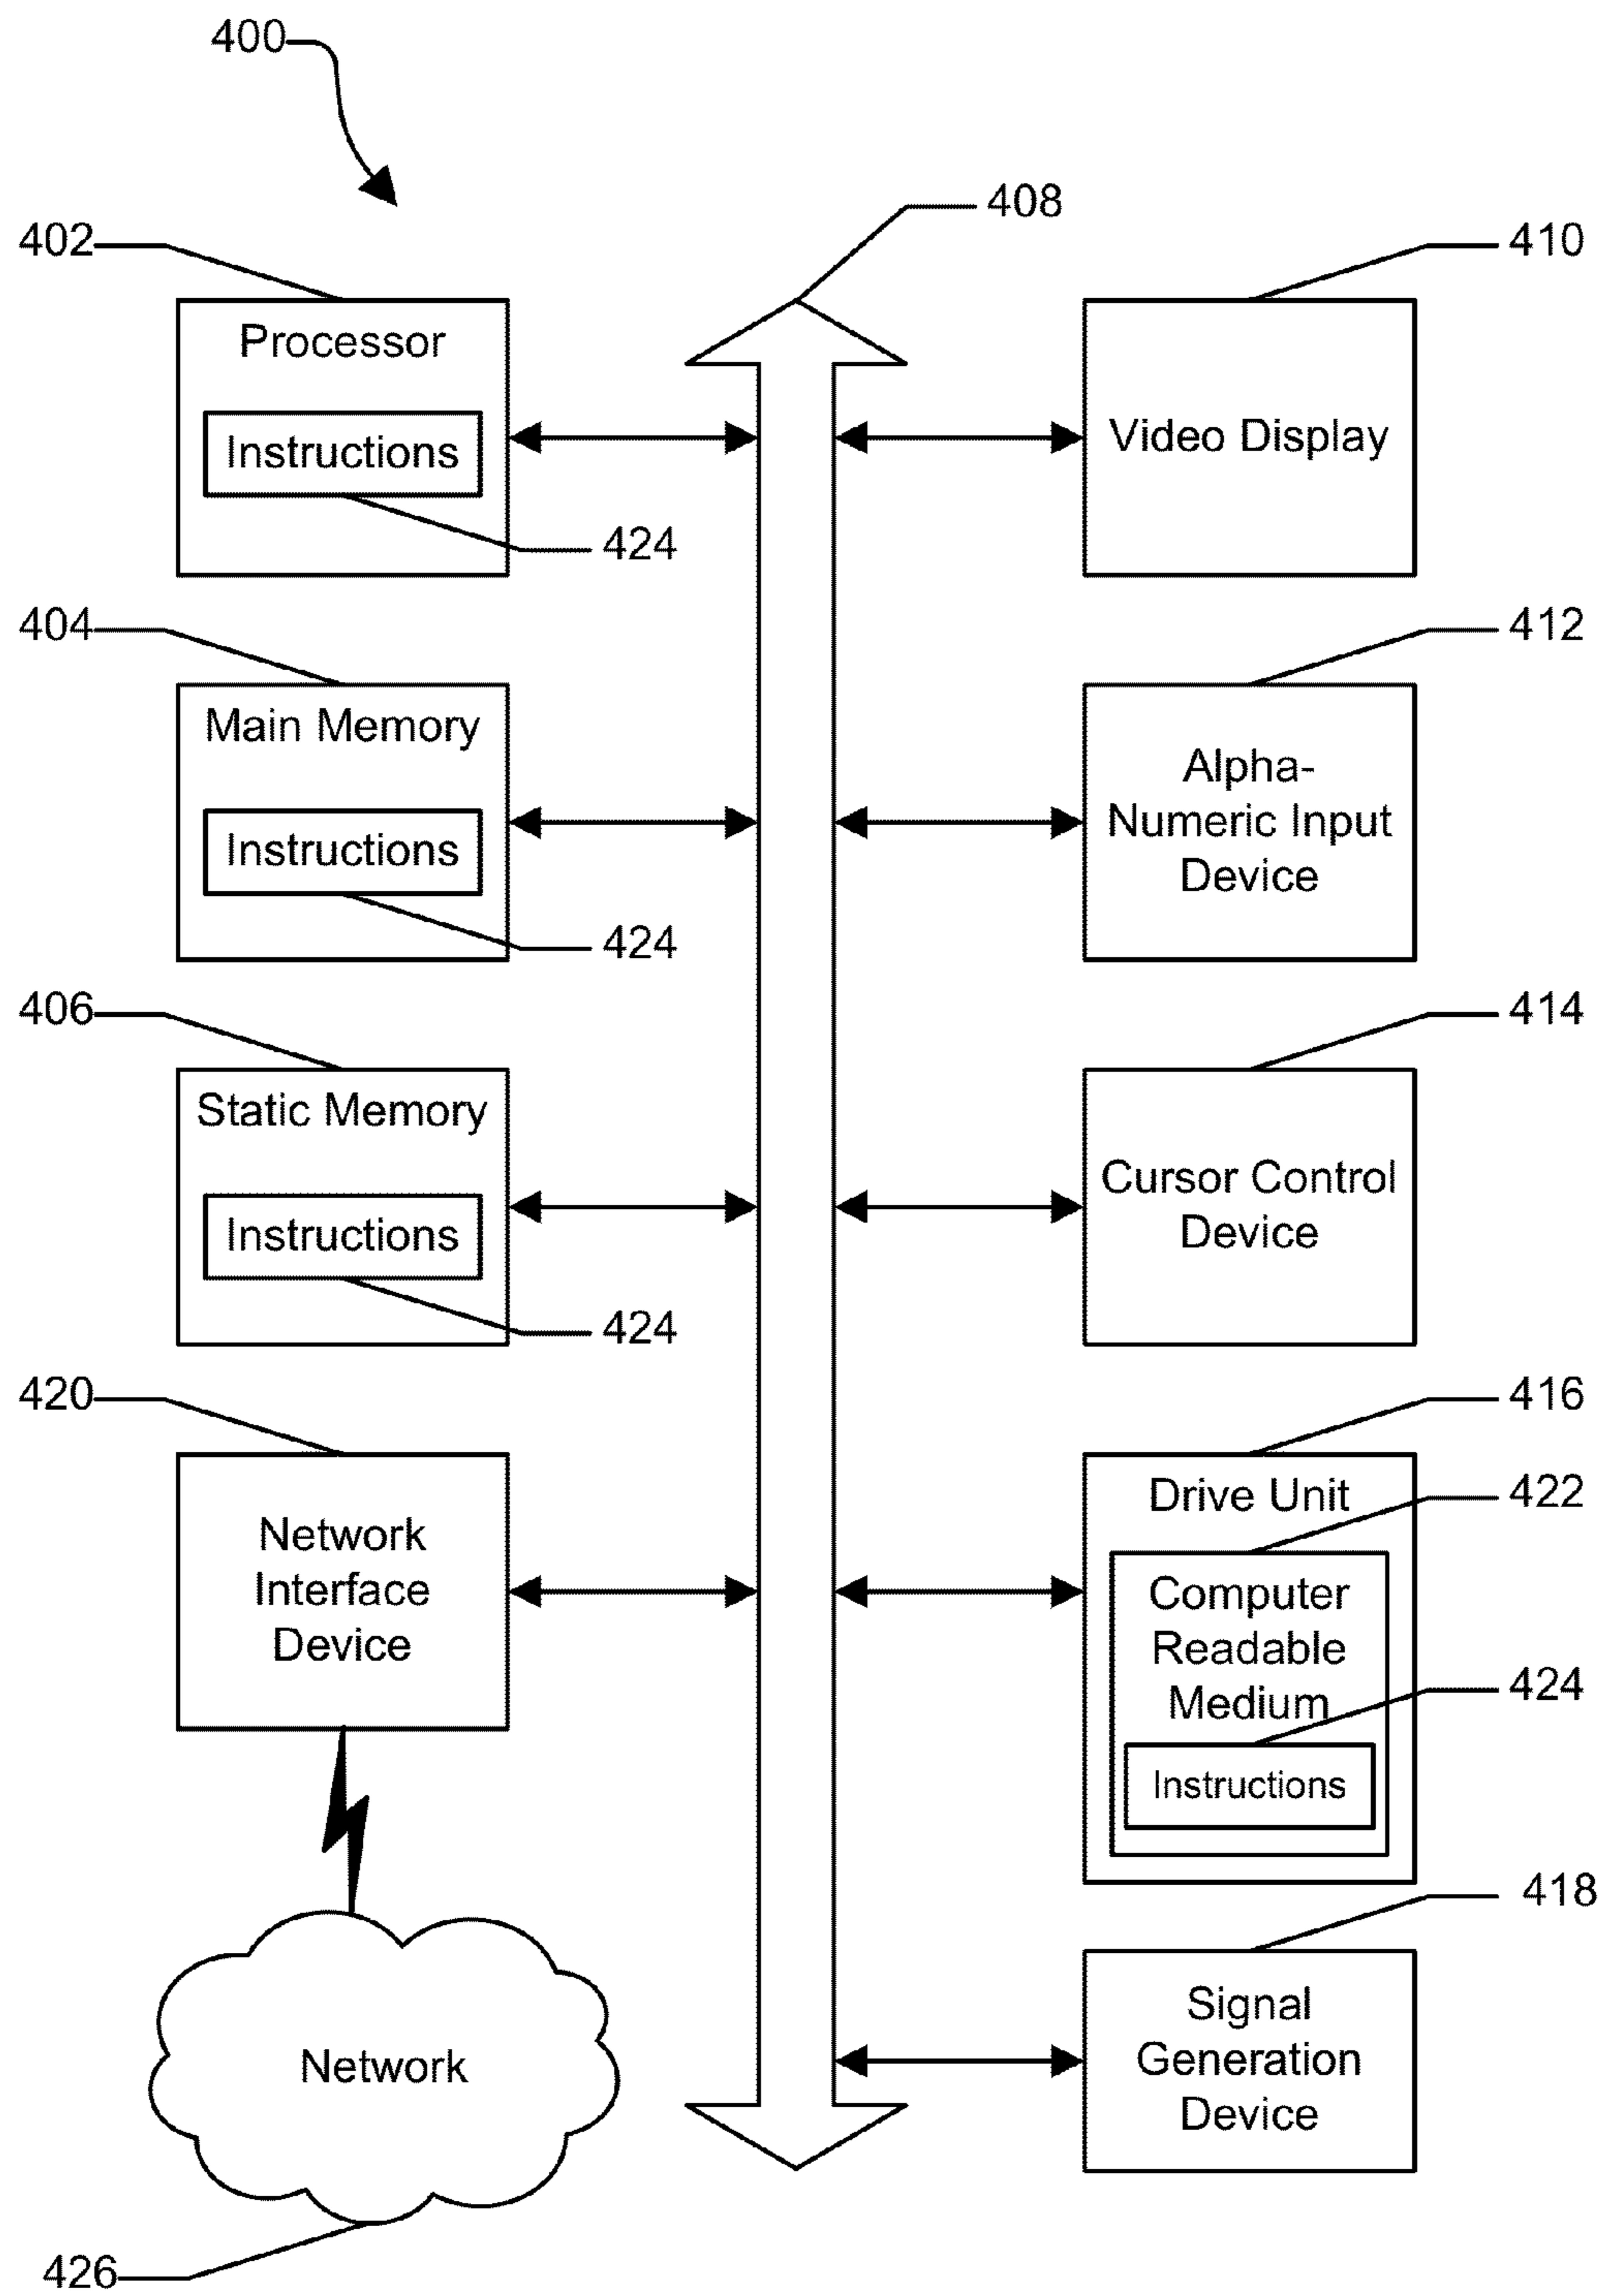 400
408
402
410
Processor
Instructions
424
Video Display
404
412
Main Memory
Instructions
424
Alpha-
Numeric Input
Device
406
414
Static Memory
Instructions
424
Cursor Control
Device
420
416
Network
Interface
Device
Drive Unit
422
Computer
Readable
Medium
424
Instructions
418
Signal
Generation
Device
Network
426